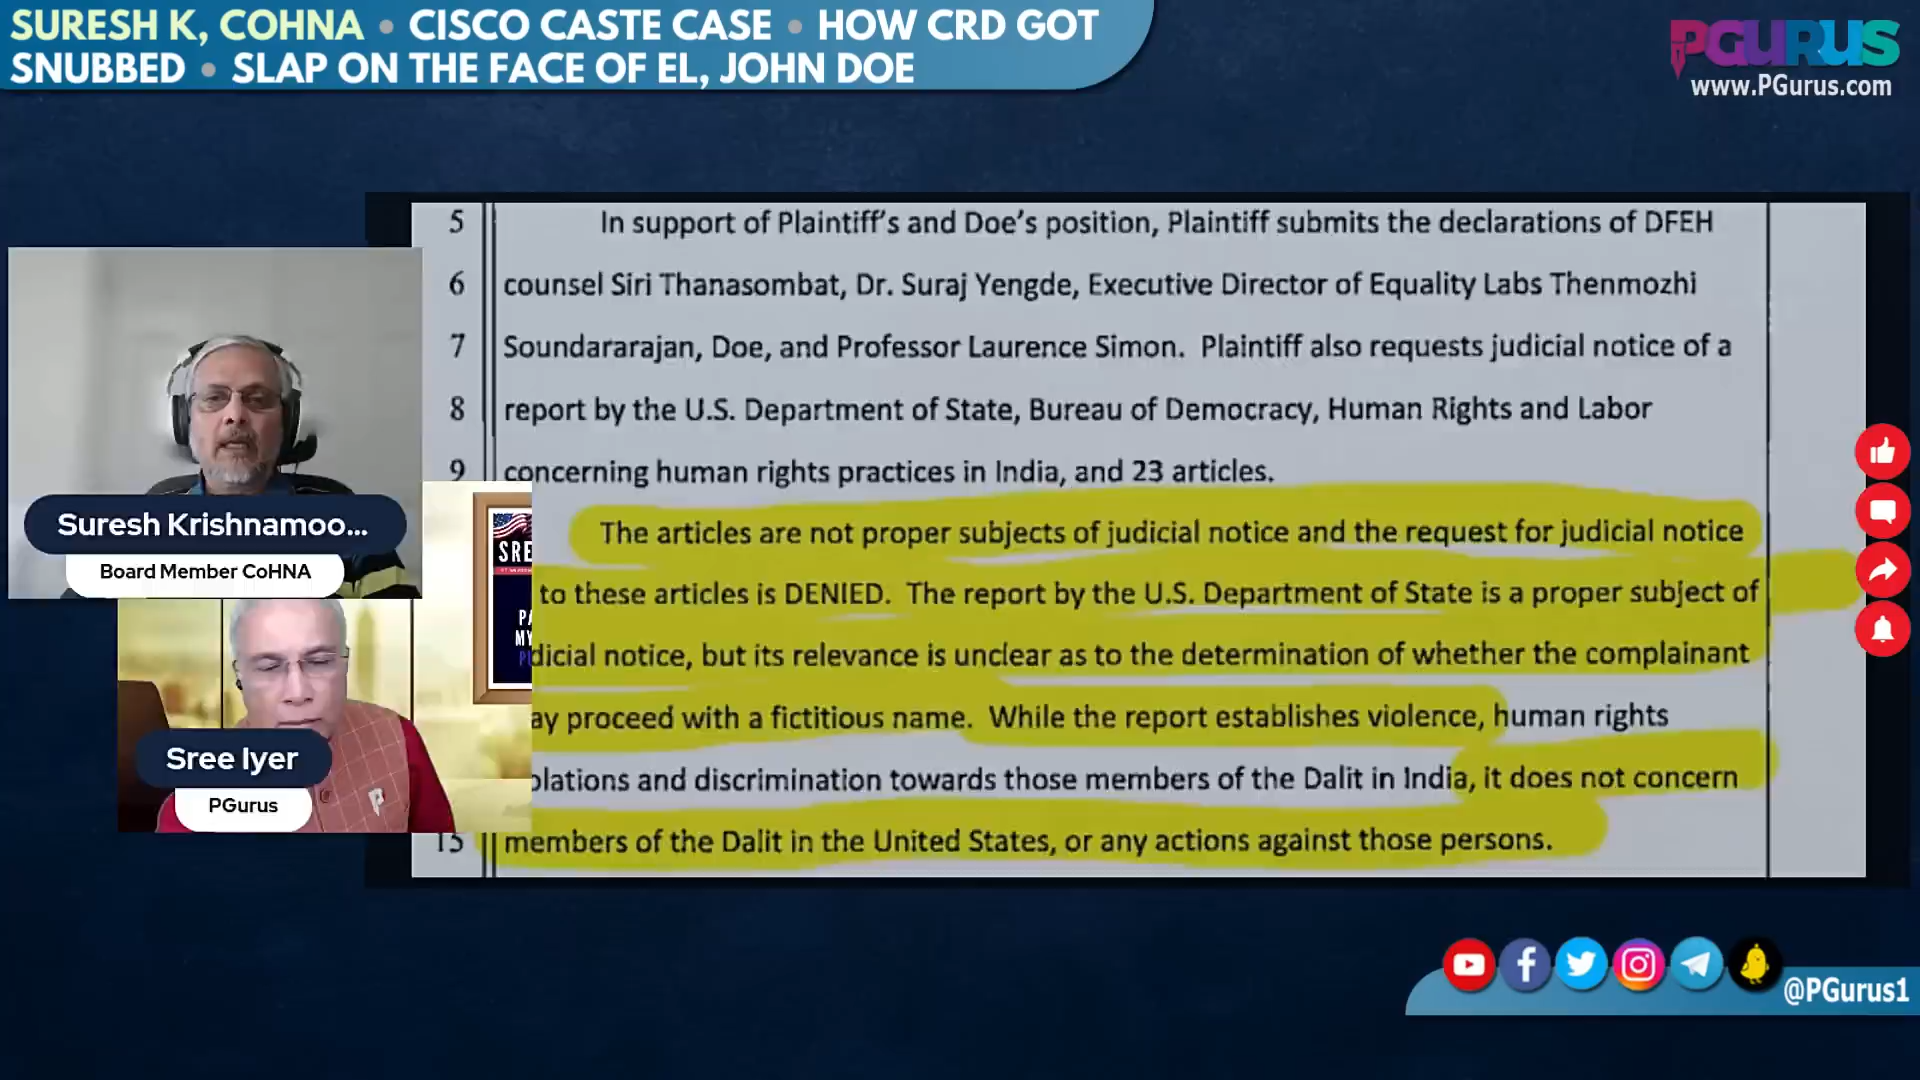 SURESH K, COHNA • CISCO CASTE CASE • HOW CRD GOT
SNUBBED • SLAP ON THE FACE OF EL, JOHN DOE
PGURUS
www.PGurus.com
5 In support of Plaintiff's and Doe's position, Plaintiff submits the declarations of DFEH
6 counsel Siri Thanasombat, Dr. Suraj Yengde, Executive Director of Equality Labs Thenmozhi
7 Soundararajan, Doe, and Professor Laurence Simon. Plaintiff also requests judicial notice of a
8 report by the U.S. Department of State, Bureau of Democracy, Human Rights and Labor
9 concerning human rights practices in India, and 23 articles.
The articles are not proper subjects of judicial notice and the request for judicial notice
to these articles is DENIED. The report by the U.S. Department of State is a proper subject of
dicial notice, but its relevance is unclear as to the determination of whether the complainant
ay proceed with a fictitious name. While the report establishes violence, human rights
olations and discrimination towards those members of the Dalit in India, it does not concern
15 members of the Dalit in the United States, or any actions against those persons.
Suresh Krishnamoo...
Board Member CoHNA
SRE
PA
MY
P
Sree Iyer
PGurus
@PGurus1